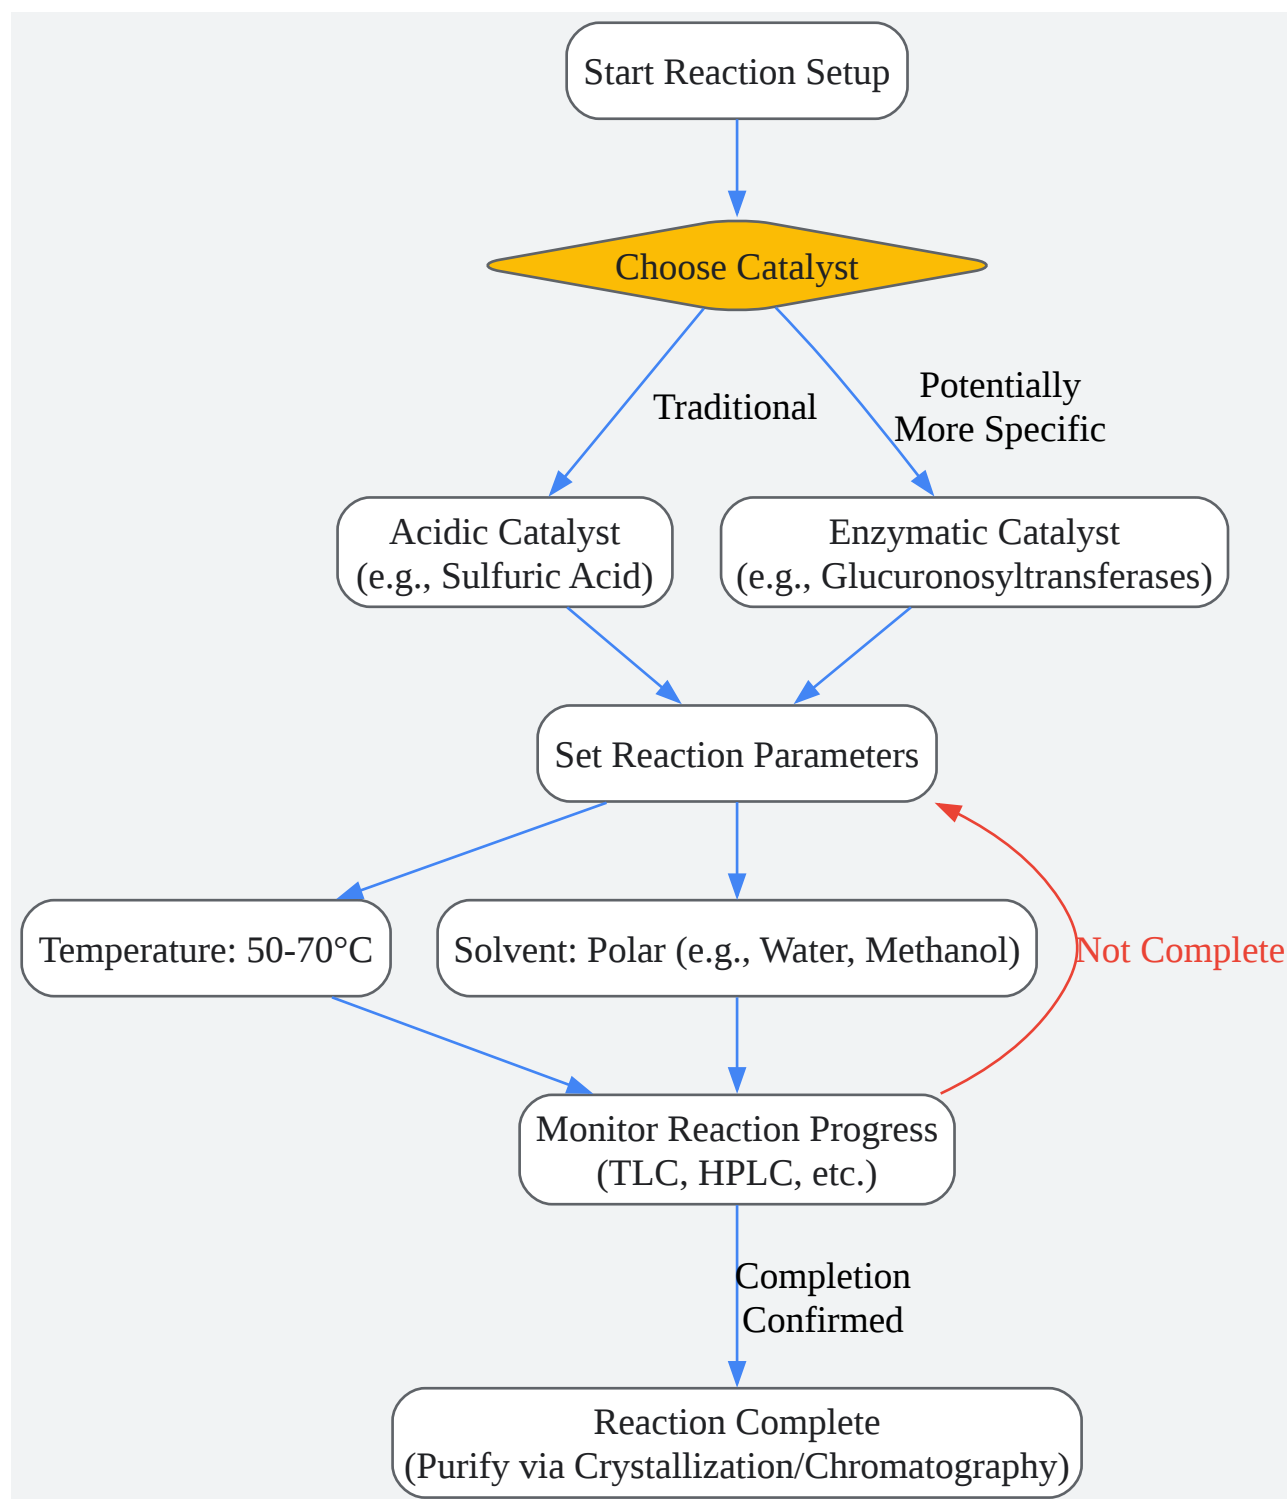 Start Reaction Setup
Choose Catalyst
Traditional
Potentially
More Specific
Acidic Catalyst
(e.g., Sulfuric Acid)
Enzymatic Catalyst
(e.g., Glucuronosyltransferases)
Set Reaction Parameters
Temperature: 50-70°C
Solvent: Polar (e.g., Water, Methanol)
Not Complete
Monitor Reaction Progress
(TLC, HPLC, etc.)
Completion
Confirmed
Reaction Complete
(Purify via Crystallization/Chromatography)